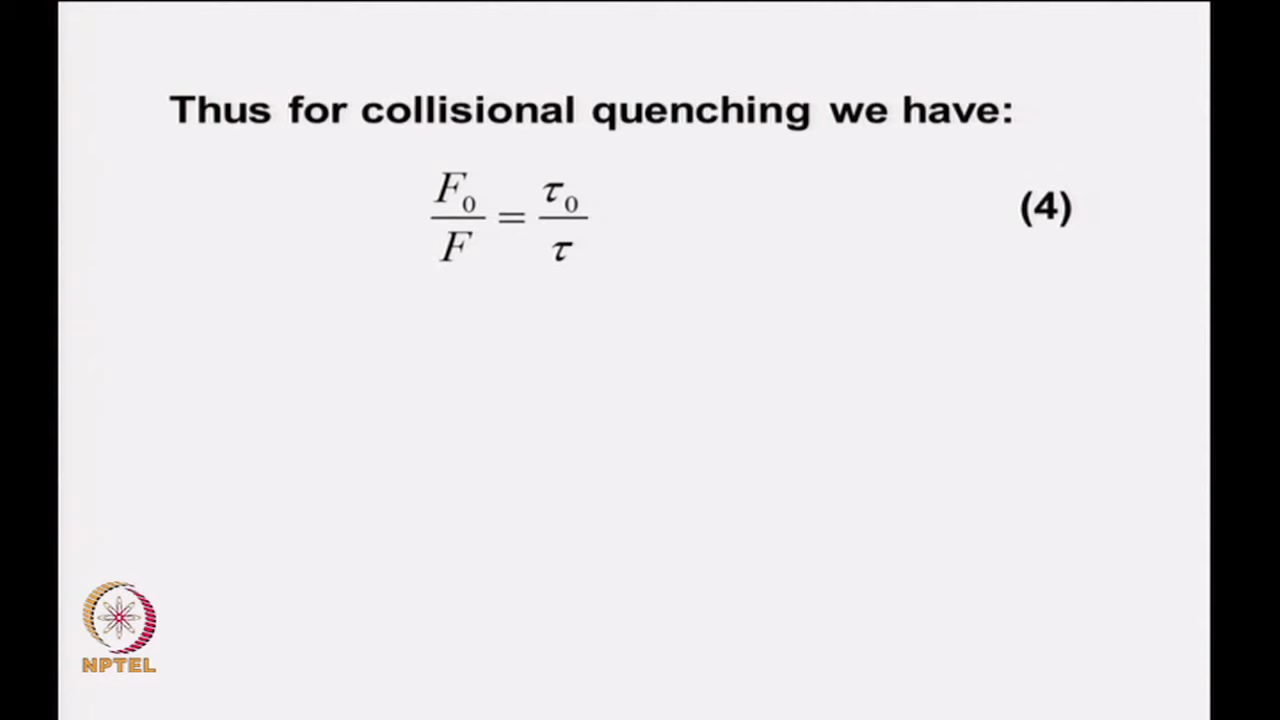 Thus for collisional quenching we have:
F₀/F = τ₀/τ (4)
NPTEL